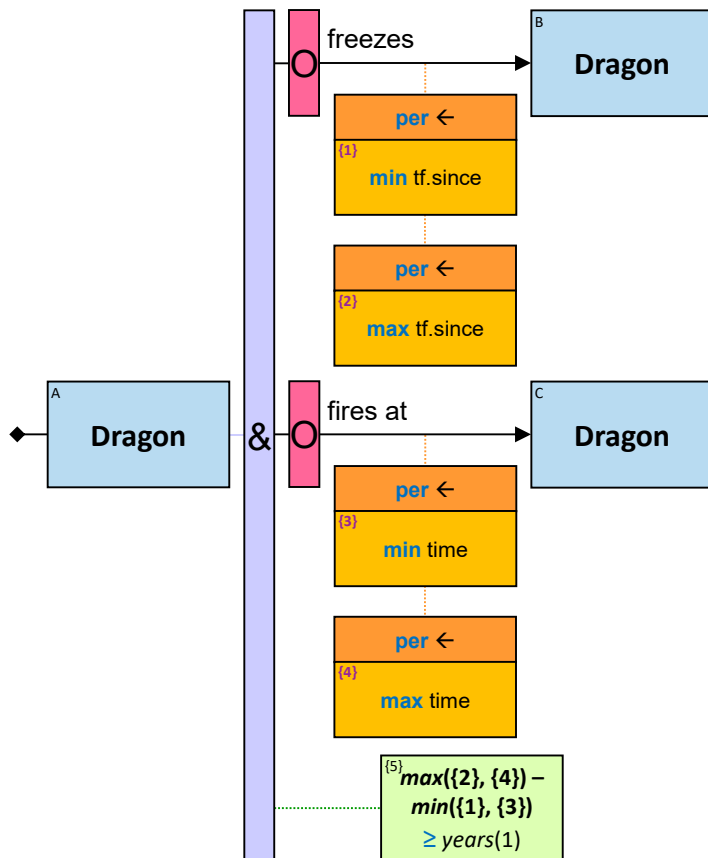 O freezes
B
Dragon
per ←
{1}
min tf.since
per ←
{2}
max tf.since
A
Dragon
&
O fires at
C
Dragon
per ←
{3}
min time
per ←
{4}
max time
{5}
max({2}, {4}) –
min({1}, {3})
≥ years(1)